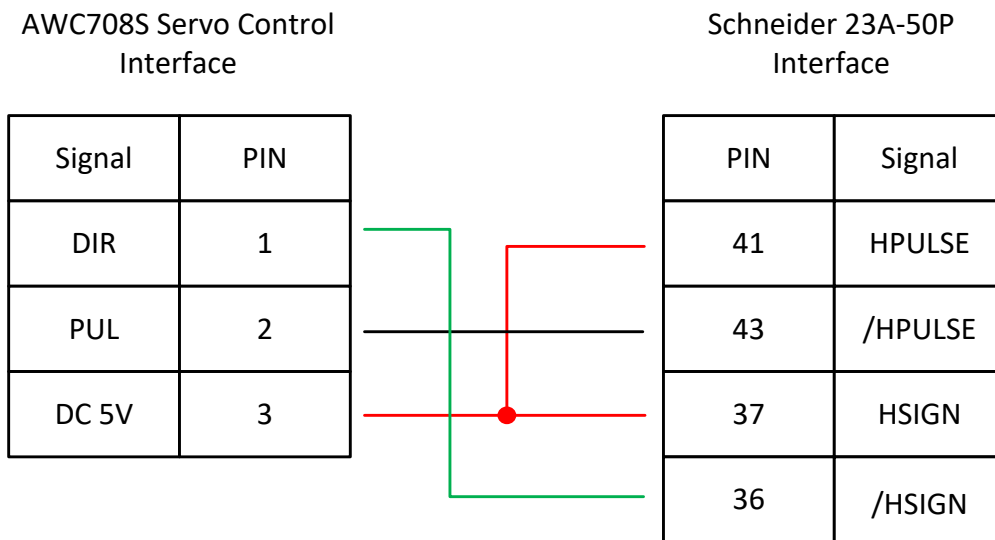 AWC708S Servo Control
Interface
Schneider 23A-50P
Interface
Signal PIN
DIR 1
PUL 2
DC 5V 3
PIN Signal
41 HPULSE
43 /HPULSE
37 HSIGN
36 /HSIGN